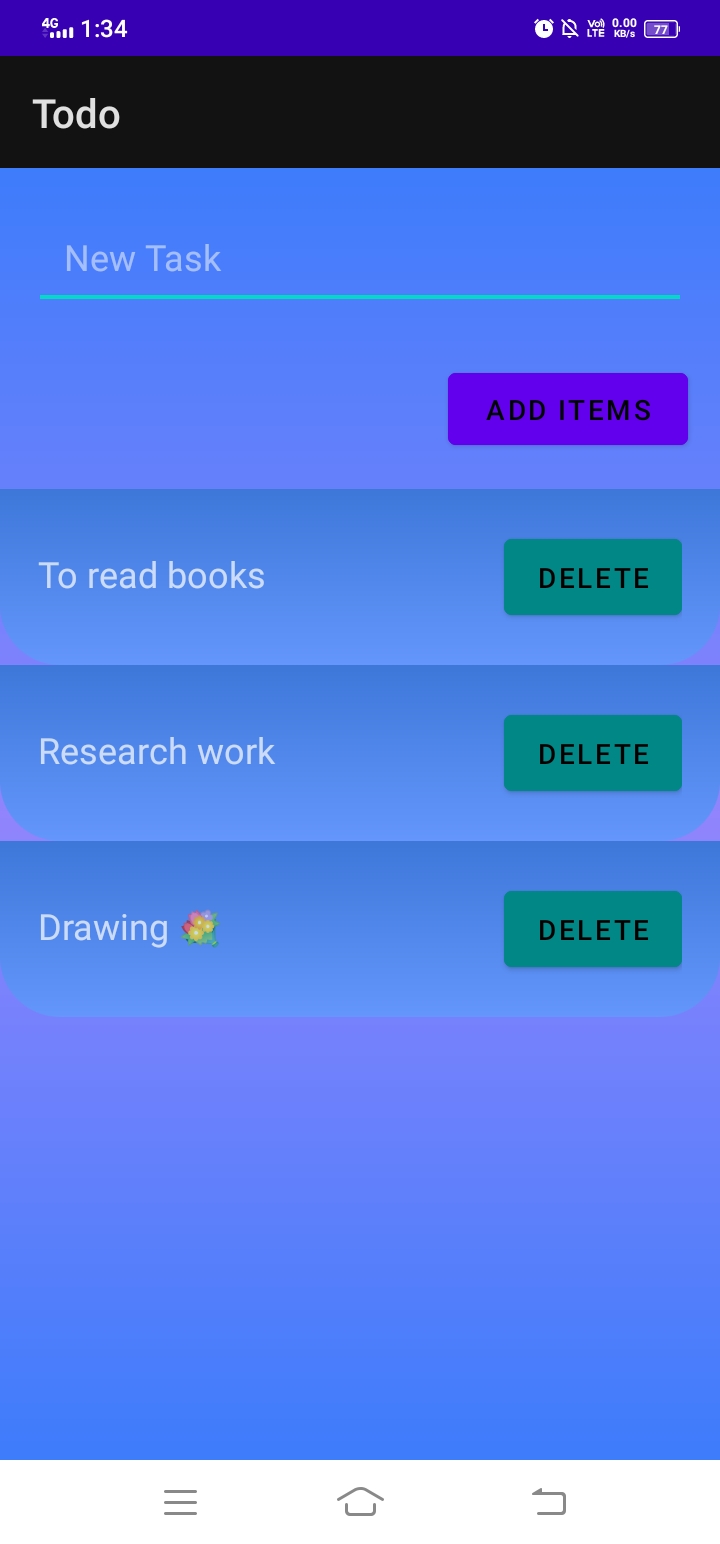 4G 1:34 Vo) LTE 0.00 KB/s 77
Todo
New Task
ADD ITEMS
To read books DELETE
Research work DELETE
Drawing 💐 DELETE